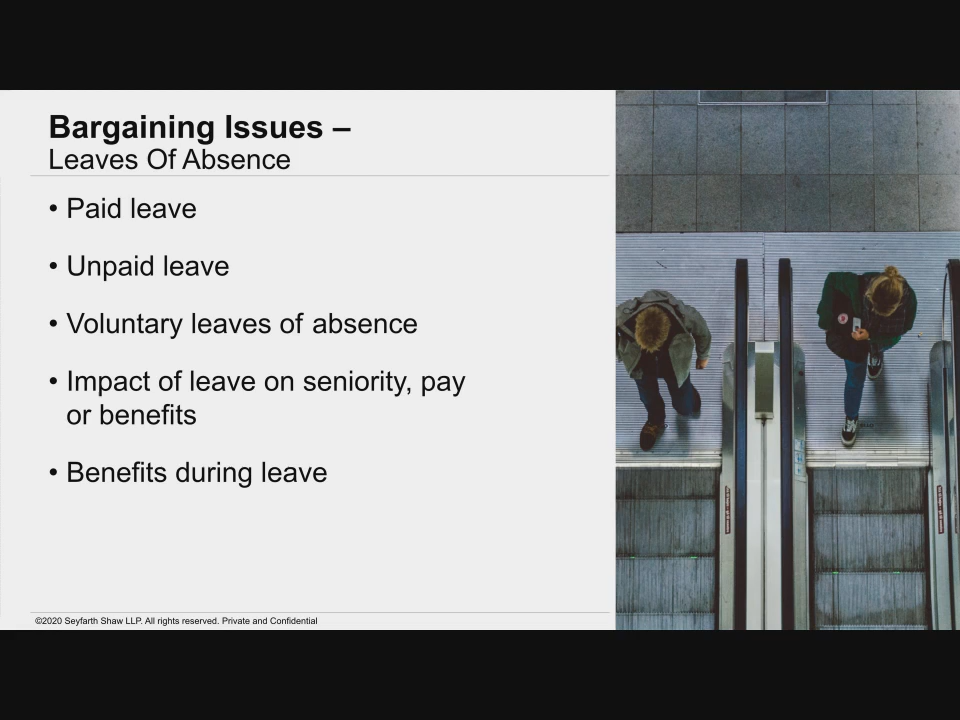 Bargaining Issues –
Leaves Of Absence
• Paid leave
• Unpaid leave
• Voluntary leaves of absence
• Impact of leave on seniority, pay
or benefits
• Benefits during leave
©2020 Seyfarth Shaw LLP. All rights reserved. Private and Confidential